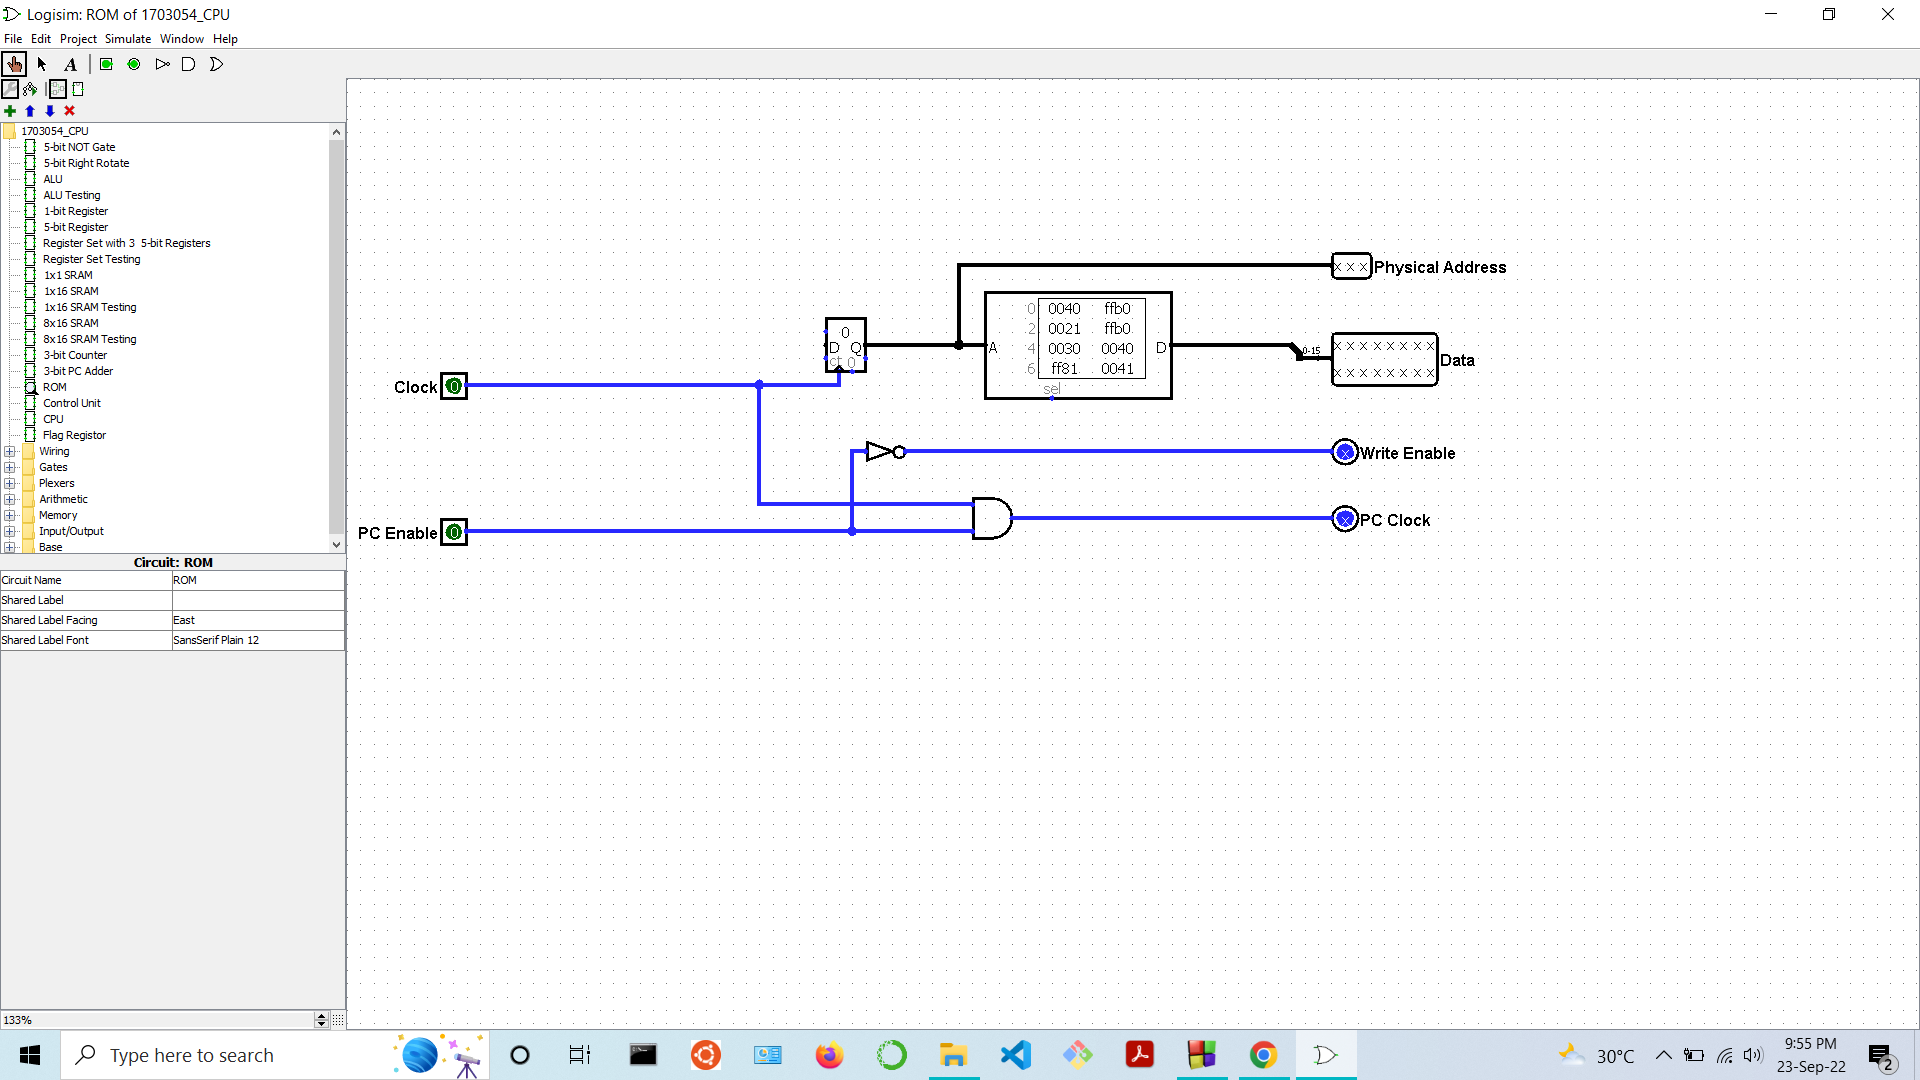 Logisim: ROM of 1703054_CPU
File Edit Project Simulate Window Help
A
1703054_CPU
5-bit NOT Gate
5-bit Right Rotate
ALU
ALU Testing
1-bit Register
5-bit Register
Register Set with 3 5-bit Registers
Register Set Testing
1x1 SRAM
1x16 SRAM
1x16 SRAM Testing
8x16 SRAM
8x16 SRAM Testing
3-bit Counter
3-bit PC Adder
ROM
Control Unit
CPU
Flag Registor
Wiring
Gates
Plexers
Arithmetic
Memory
Input/Output
Base
Circuit: ROM
Circuit Name ROM
Shared Label
Shared Label Facing East
Shared Label Font SansSerif Plain 12
133%
x x x Physical Address
0 0040 ffb0
2 0021 ffb0
A 4 0030 0040 D
6 ff81 0041
sel
0
D Q
ct 0
0-15
x x x x x x x x
x x x x x x x x
Data
Clock 0
x Write Enable
PC Enable 0
x PC Clock
Type here to search
30°C
9:55 PM
23-Sep-22
2